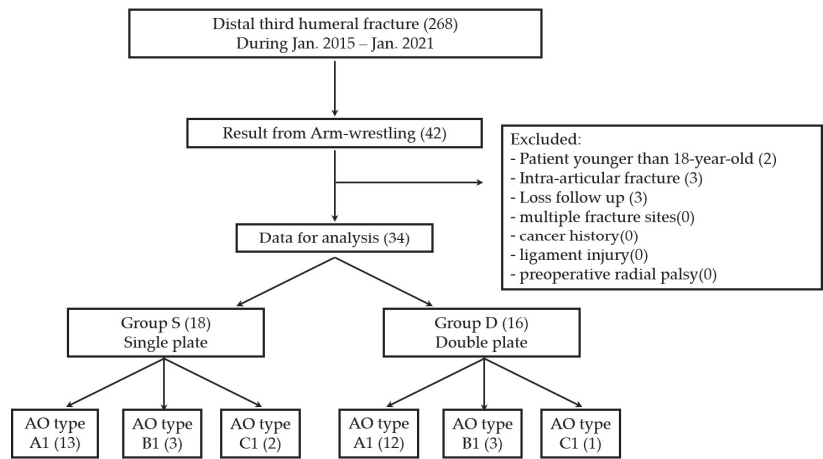 Distal third humeral fracture (268)
During Jan. 2015 – Jan. 2021
Result from Arm-wrestling (42)
Excluded:
- Patient younger than 18-year-old (2)
- Intra-articular fracture (3)
- Loss follow up (3)
- multiple fracture sites(0)
- cancer history(0)
- ligament injury(0)
- preoperative radial palsy(0)
Data for analysis (34)
Group S (18)
Single plate
Group D (16)
Double plate
AO type
A1 (13)
AO type
B1 (3)
AO type
C1 (2)
AO type
A1 (12)
AO type
B1 (3)
AO type
C1 (1)